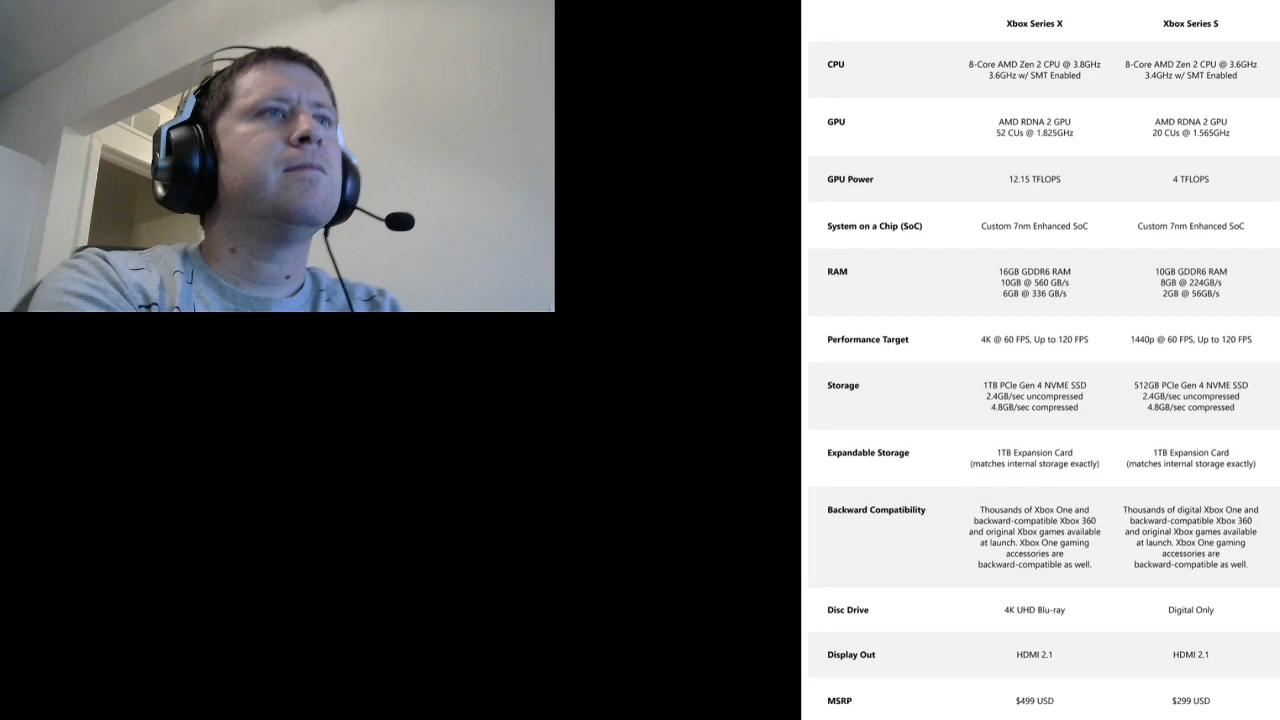 Xbox Series X Xbox Series S
CPU 8-Core AMD Zen 2 CPU @ 3.8GHz 8-Core AMD Zen 2 CPU @ 3.6GHz
3.6GHz w/ SMT Enabled 3.4GHz w/ SMT Enabled
GPU AMD RDNA 2 GPU AMD RDNA 2 GPU
52 CUs @ 1.825GHz 20 CUs @ 1.565GHz
GPU Power 12.15 TFLOPS 4 TFLOPS
System on a Chip (SoC) Custom 7nm Enhanced SoC Custom 7nm Enhanced SoC
RAM 16GB GDDR6 RAM 10GB GDDR6 RAM
10GB @ 560 GB/s 8GB @ 224GB/s
6GB @ 336 GB/s 2GB @ 56GB/s
Performance Target 4K @ 60 FPS, Up to 120 FPS 1440p @ 60 FPS, Up to 120 FPS
Storage 1TB PCIe Gen 4 NVME SSD 512GB PCIe Gen 4 NVME SSD
2.4GB/sec uncompressed 2.4GB/sec uncompressed
4.8GB/sec compressed 4.8GB/sec compressed
Expandable Storage 1TB Expansion Card 1TB Expansion Card
(matches internal storage exactly) (matches internal storage exactly)
Backward Compatibility Thousands of Xbox One and Thousands of digital Xbox One and
backward-compatible Xbox 360 backward-compatible Xbox 360
and original Xbox games available and original Xbox games available
at launch. Xbox One gaming at launch. Xbox One gaming
accessories are accessories are
backward-compatible as well. backward-compatible as well.
Disc Drive 4K UHD Blu-ray Digital Only
Display Out HDMI 2.1 HDMI 2.1
MSRP $499 USD $299 USD